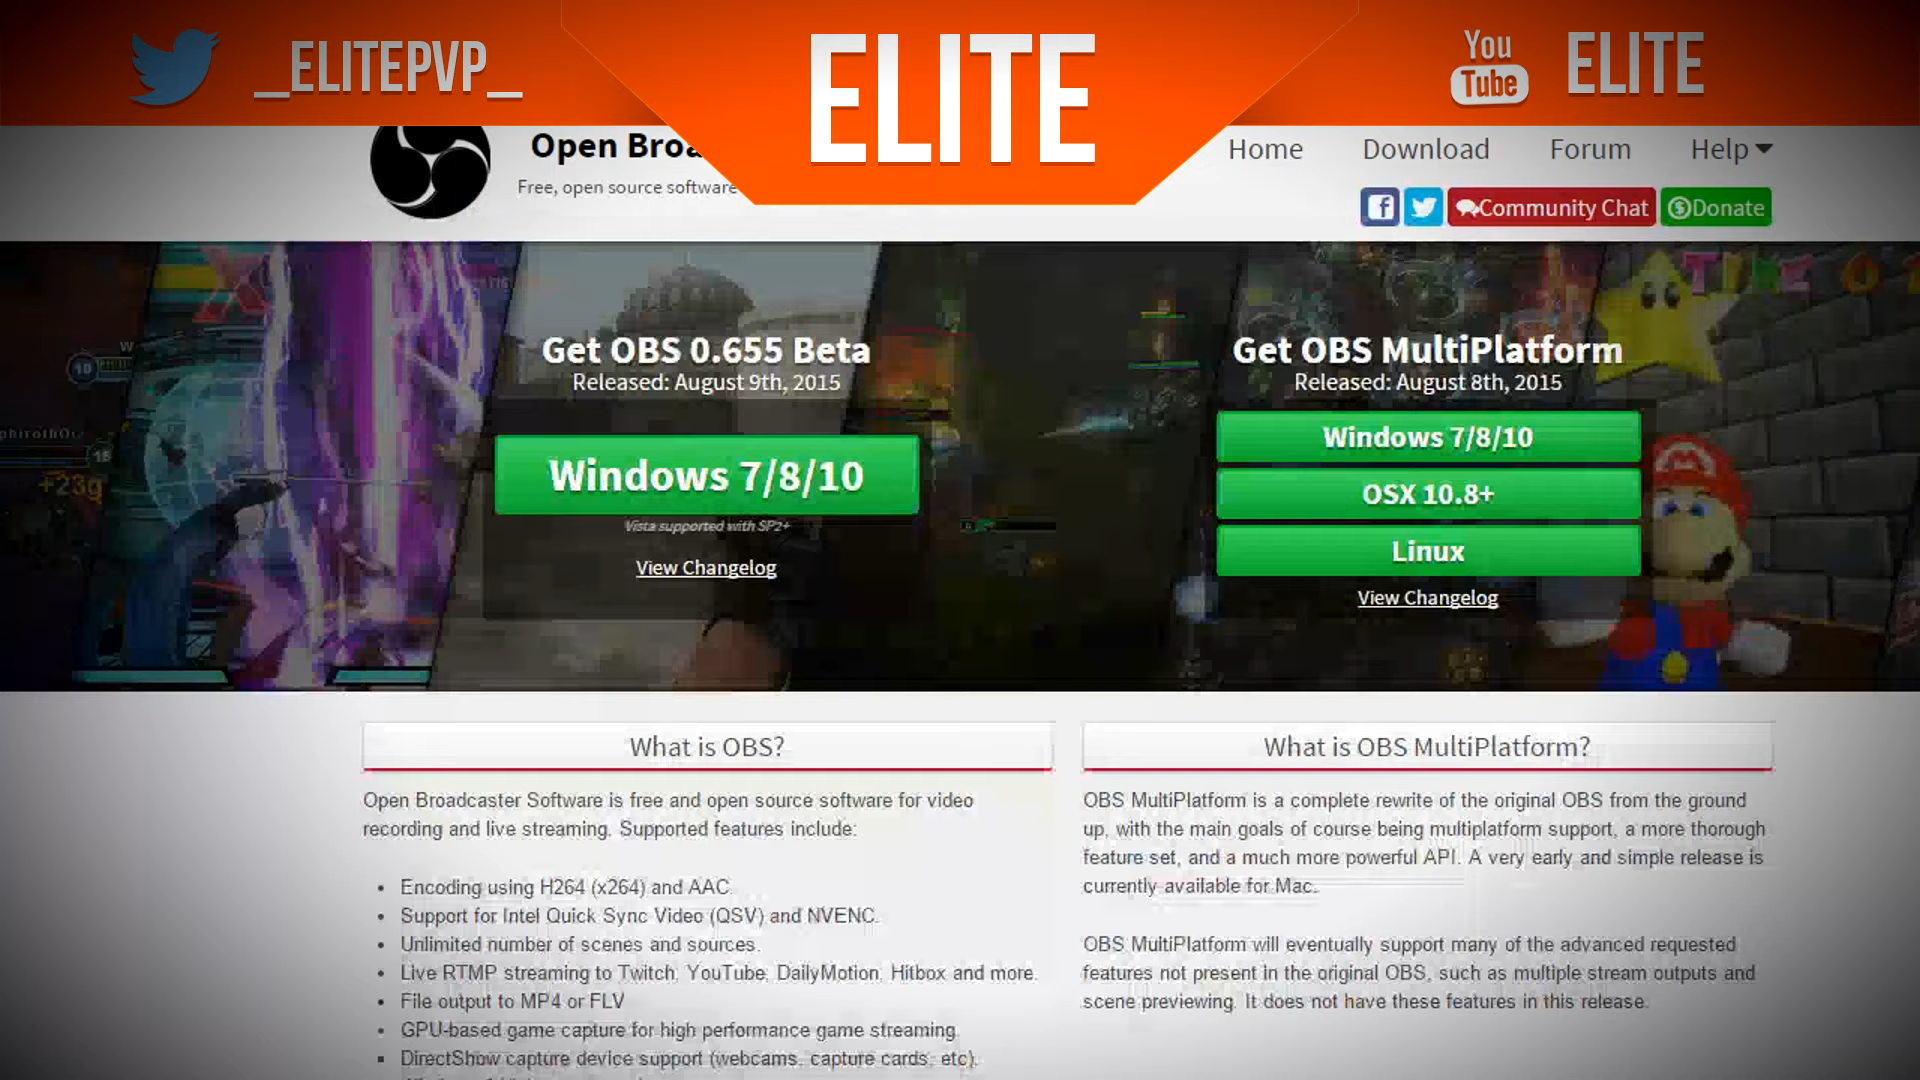 _ELITEPVP_
ELITE
You
Tube
ELITE
Open Broa
Free, open source software
Home
Download
Forum
Help
Community Chat
Donate
Get OBS 0.655 Beta
Released: August 9th, 2015
Windows 7/8/10
Vista supported with SP2+
View Changelog
Get OBS MultiPlatform
Released: August 8th, 2015
Windows 7/8/10
OSX 10.8+
Linux
View Changelog
18
+23g
What is OBS?
Open Broadcaster Software is free and open source software for video
recording and live streaming. Supported features include:
Encoding using H264 (x264) and AAC.
Support for Intel Quick Sync Video (QSV) and NVENC.
Unlimited number of scenes and sources.
Live RTMP streaming to Twitch, YouTube, DailyMotion, Hitbox and more.
File output to MP4 or FLV
GPU-based game capture for high performance game streaming.
DirectShow capture device support (webcams, capture cards, etc).
What is OBS MultiPlatform?
OBS MultiPlatform is a complete rewrite of the original OBS from the ground
up, with the main goals of course being multiplatform support, a more thorough
feature set, and a much more powerful API. A very early and simple release is
currently available for Mac.
OBS MultiPlatform will eventually support many of the advanced requested
features not present in the original OBS, such as multiple stream outputs and
scene previewing. It does not have these features in this release.